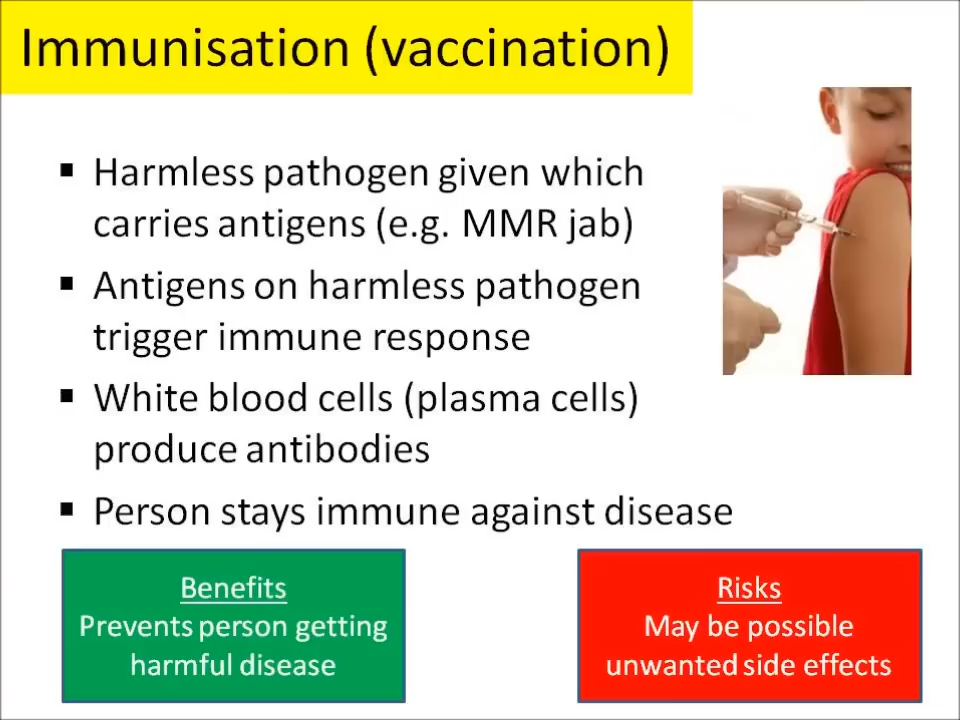 Immunisation (vaccination)
▪ Harmless pathogen given which
carries antigens (e.g. MMR jab)
▪ Antigens on harmless pathogen
trigger immune response
▪ White blood cells (plasma cells)
produce antibodies
▪ Person stays immune against disease
Benefits
Prevents person getting
harmful disease
Risks
May be possible
unwanted side effects